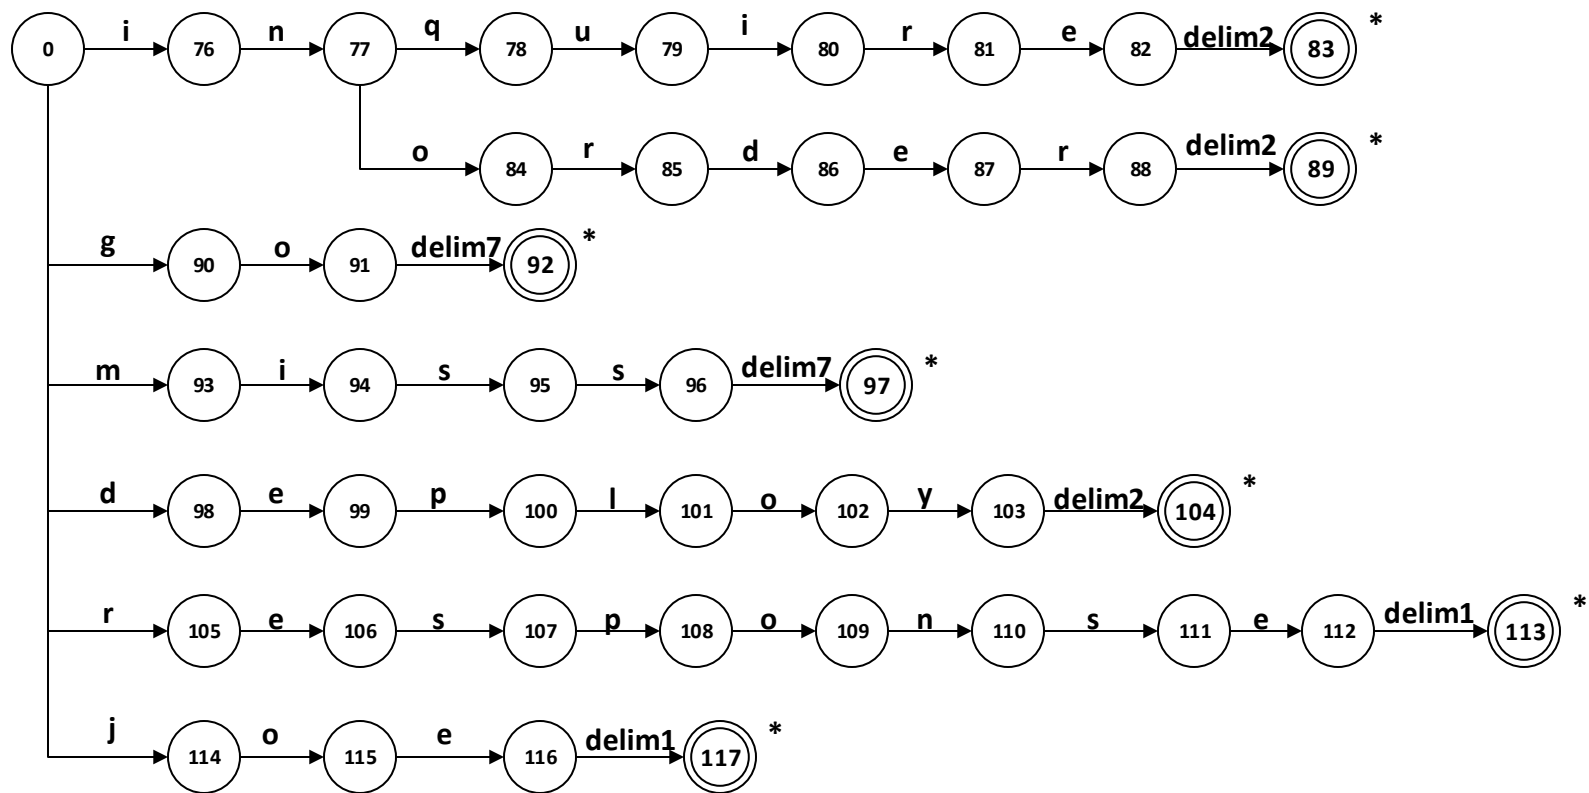 0 i 76 n 77 q 78 u 79 i 80 r 81 e 82 delim2 83 *
o 84 r 85 d 86 e 87 r 88 delim2 89 *
g 90 o 91 delim7 92 *
m 93 i 94 s 95 s 96 delim7 97 *
d 98 e 99 p 100 l 101 o 102 y 103 delim2 104 *
r 105 e 106 s 107 p 108 o 109 n 110 s 111 e 112 delim1 113 *
j 114 o 115 e 116 delim1 117 *